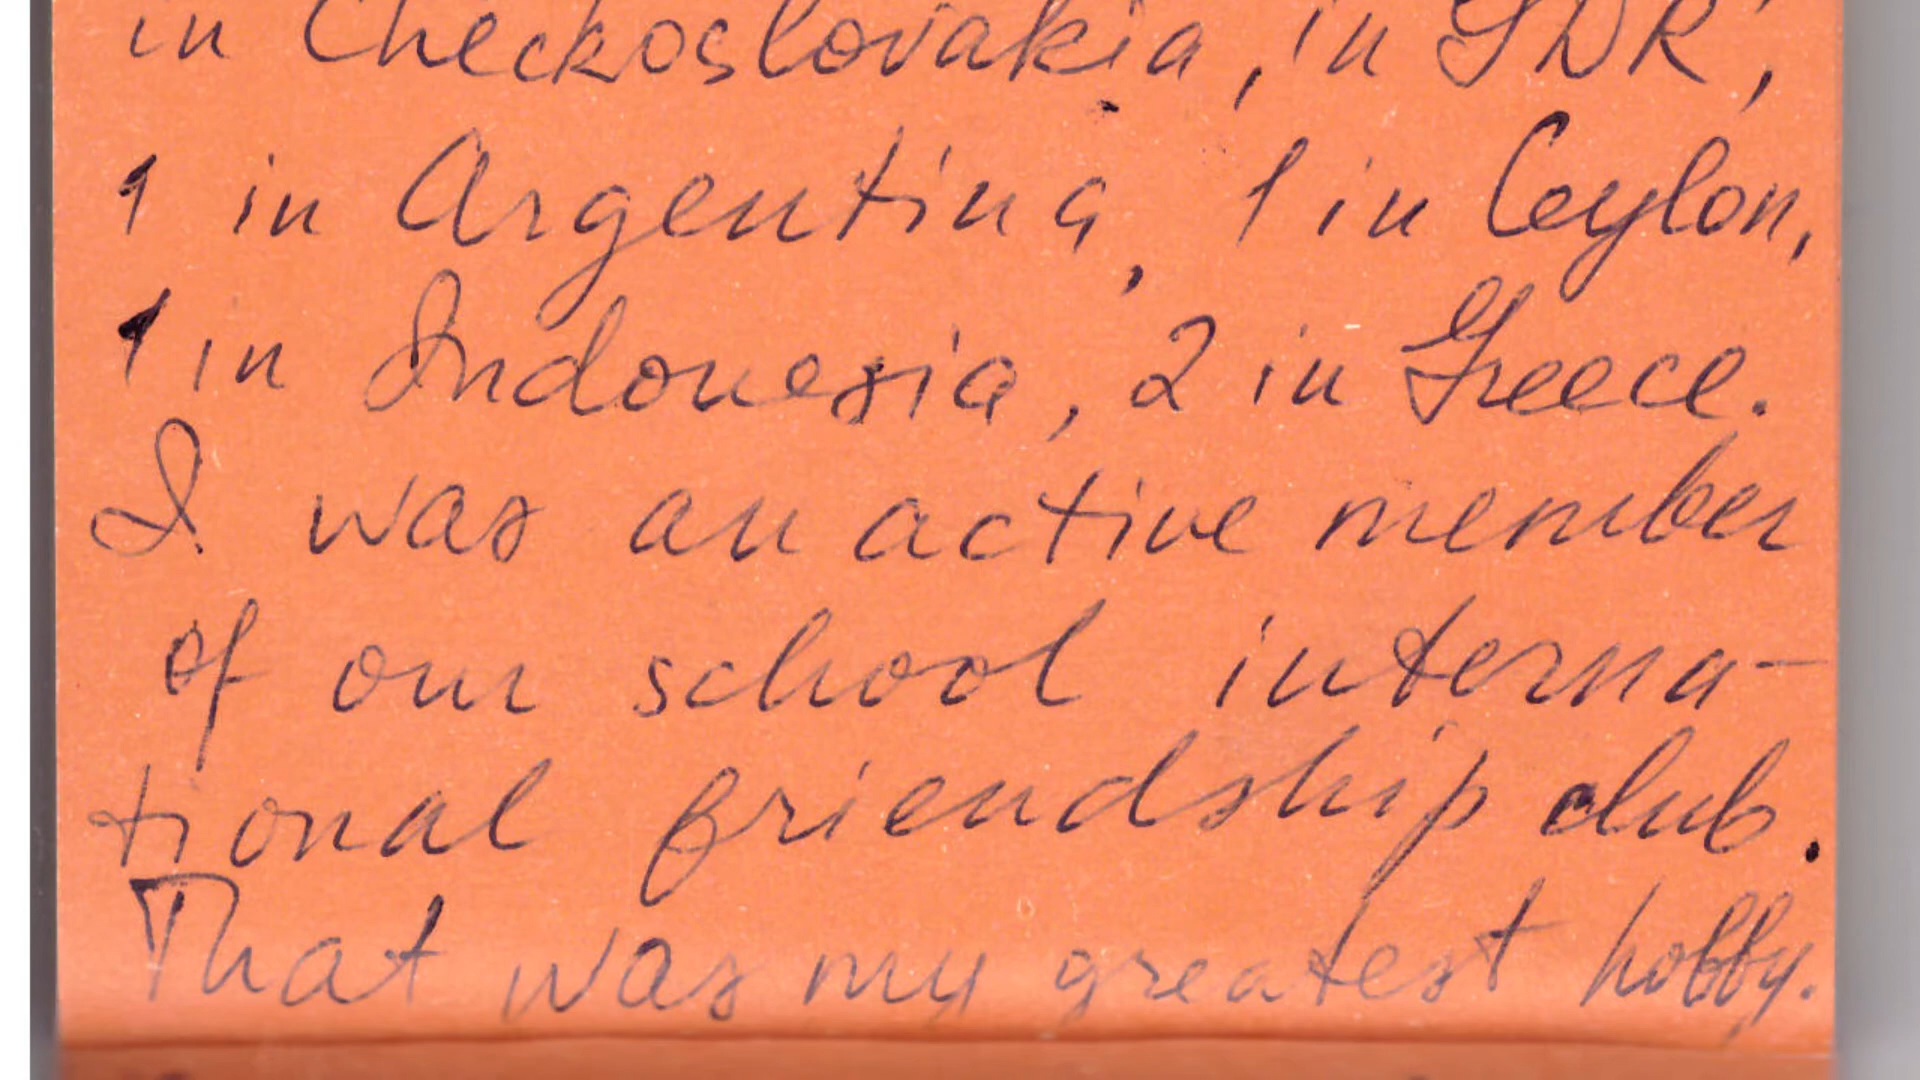 in Checkoslovakia, in GDR,
1 in Argentina, 1 in Ceylon,
1 in Indonesia, 2 in Greece.
I was an active member
of our school interna-
tional friendship club.
That was my greatest hobby.